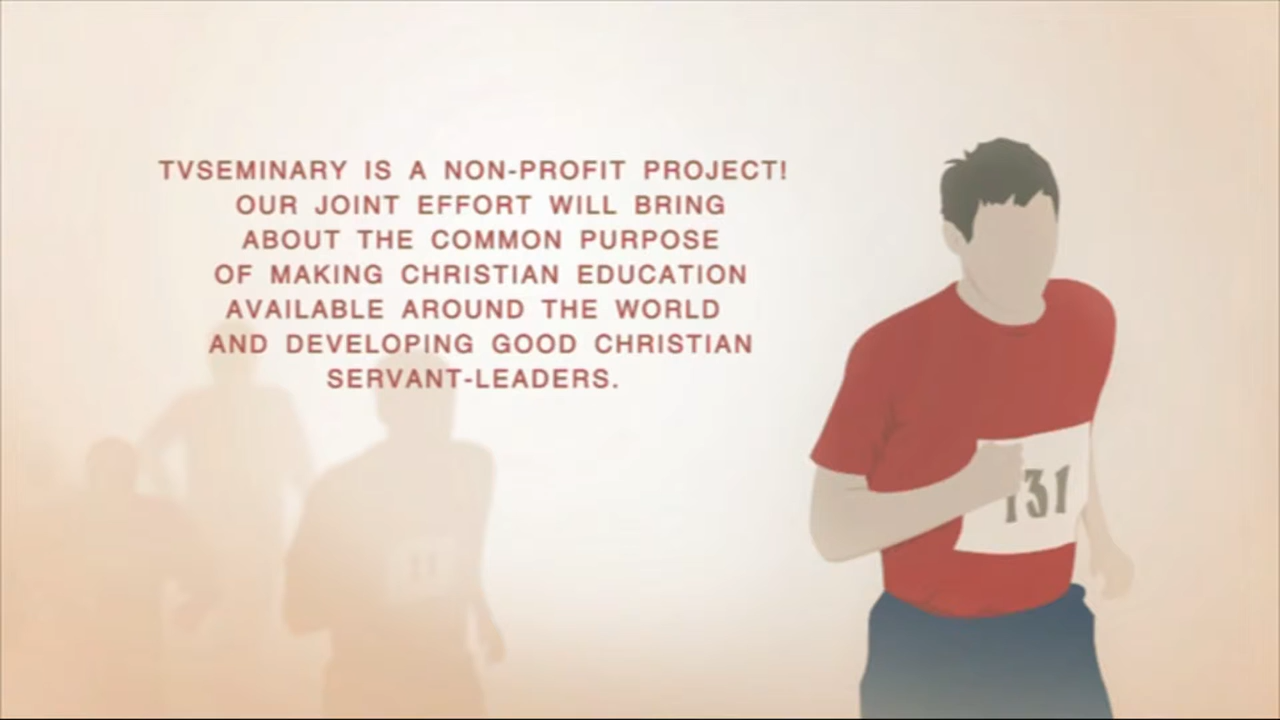 TVSEMINARY IS A NON-PROFIT PROJECT!
OUR JOINT EFFORT WILL BRING
ABOUT THE COMMON PURPOSE
OF MAKING CHRISTIAN EDUCATION
AVAILABLE AROUND THE WORLD
AND DEVELOPING GOOD CHRISTIAN
SERVANT-LEADERS.
131
11